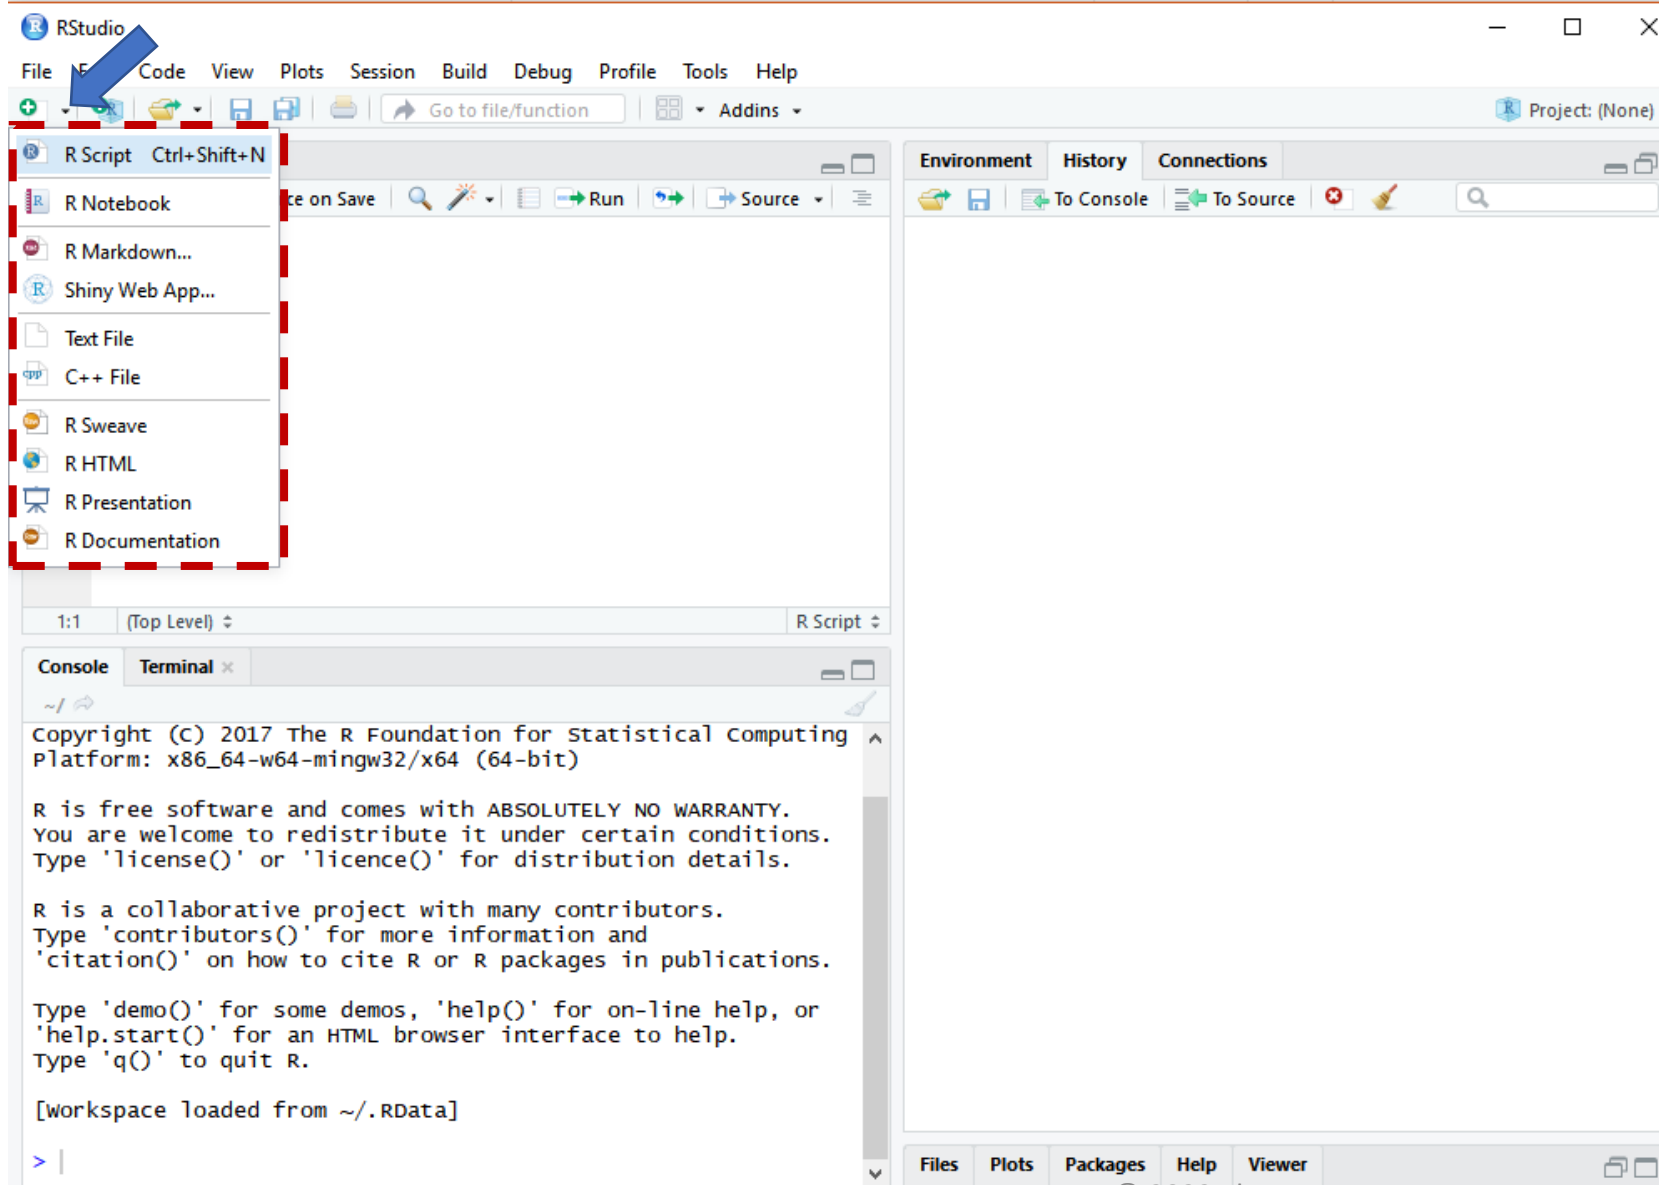 RStudio
File Code View Plots Session Build Debug Profile Tools Help
Go to file/function Addins Project: (None)
R Script Ctrl+Shift+N
R Notebook
R Markdown...
Shiny Web App...
Text File
C++ File
R Sweave
R HTML
R Presentation
R Documentation
on Save Run Source
1:1 (Top Level) R Script
Console Terminal
~/
Copyright (C) 2017 The R Foundation for Statistical Computing
Platform: x86_64-w64-mingw32/x64 (64-bit)
R is free software and comes with ABSOLUTELY NO WARRANTY.
You are welcome to redistribute it under certain conditions.
Type 'license()' or 'licence()' for distribution details.
R is a collaborative project with many contributors.
Type 'contributors()' for more information and
'citation()' on how to cite R or R packages in publications.
Type 'demo()' for some demos, 'help()' for on-line help, or
'help.start()' for an HTML browser interface to help.
Type 'q()' to quit R.
[Workspace loaded from ~/.RData]
>
Environment History Connections
To Console To Source
Files Plots Packages Help Viewer